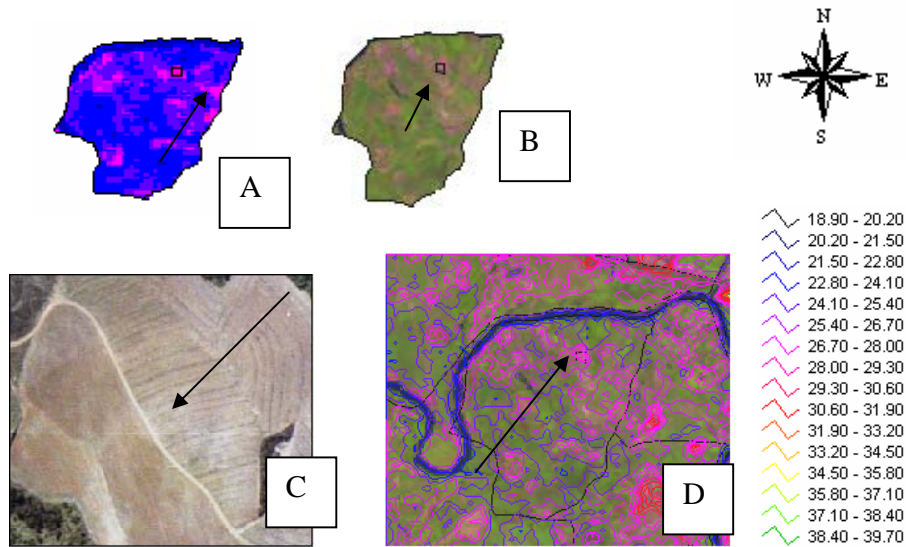 N
W E
S
A
B
C
D
18.90 - 20.20
20.20 - 21.50
21.50 - 22.80
22.80 - 24.10
24.10 - 25.40
25.40 - 26.70
26.70 - 28.00
28.00 - 29.30
29.30 - 30.60
30.60 - 31.90
31.90 - 33.20
33.20 - 34.50
34.50 - 35.80
35.80 - 37.10
37.10 - 38.40
38.40 - 39.70